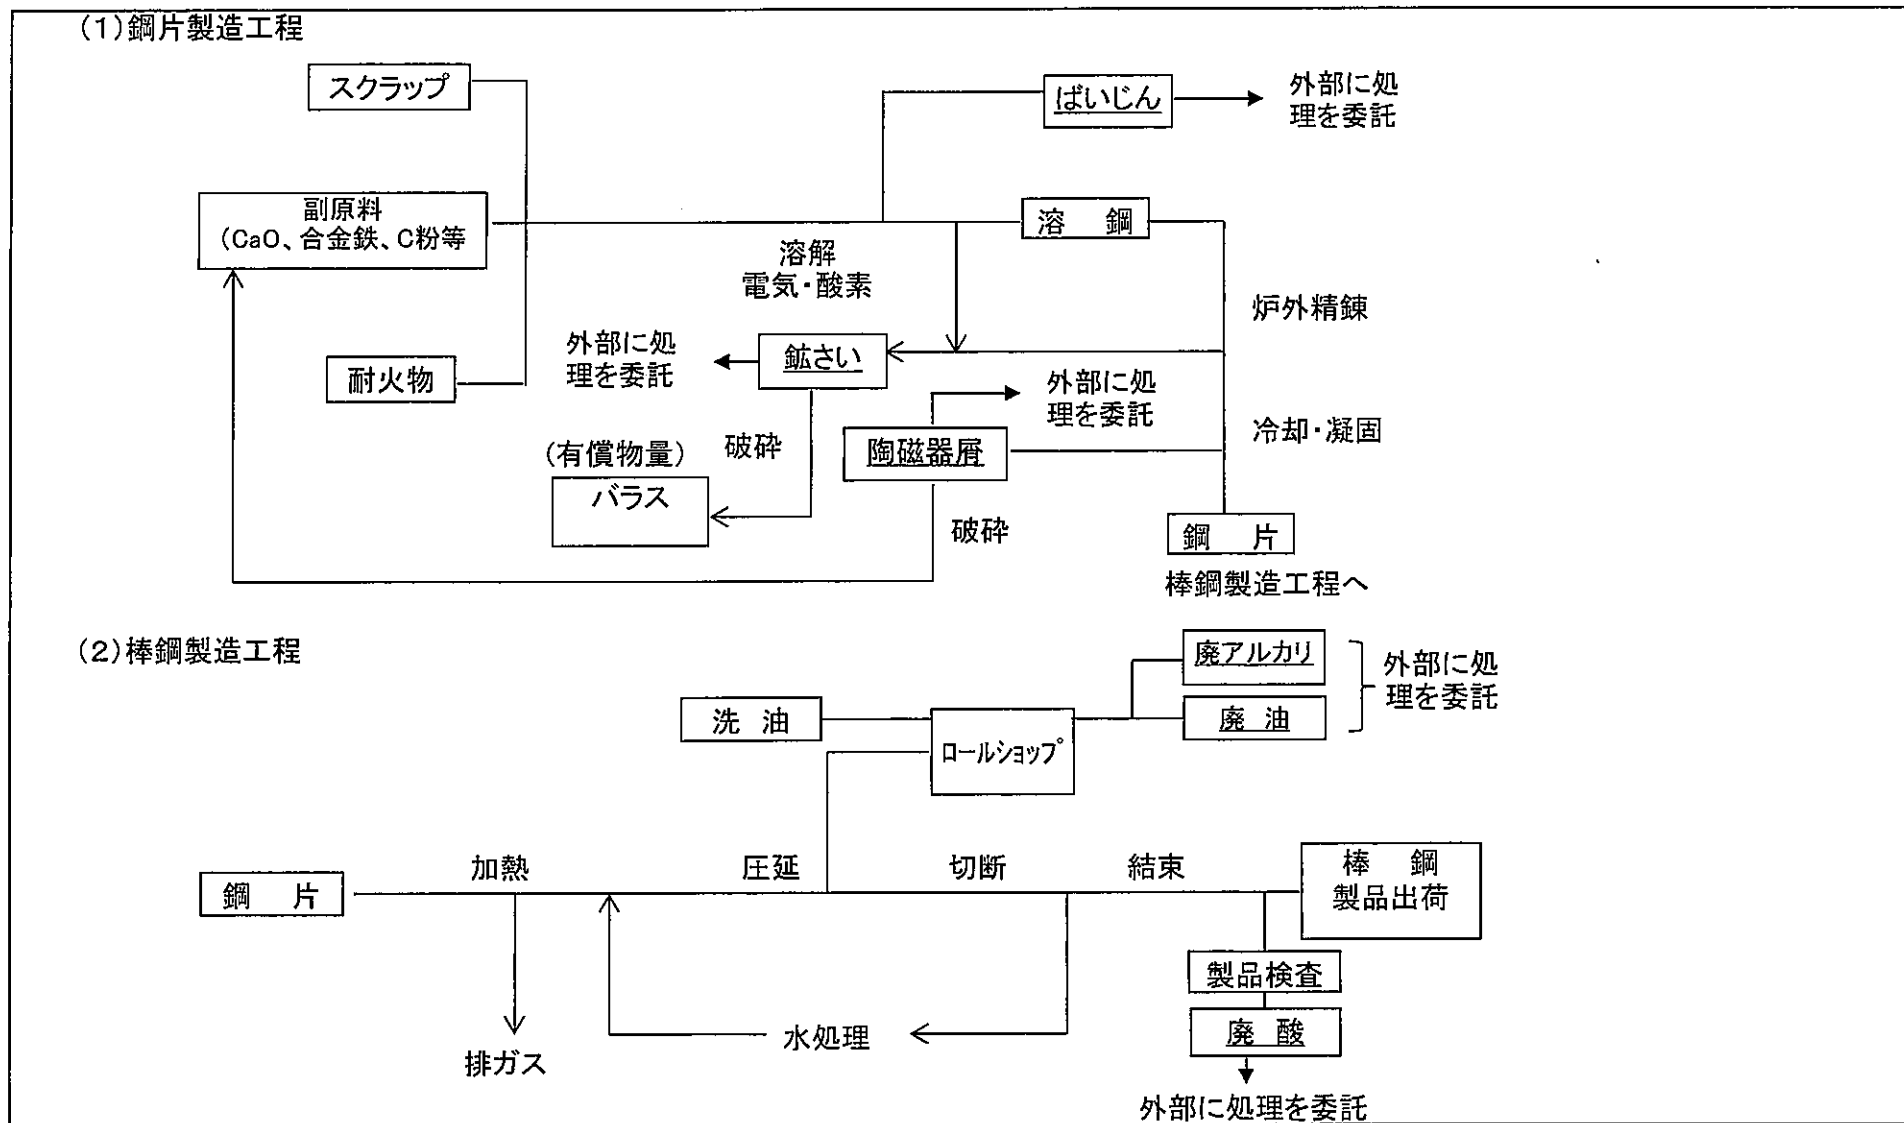 (1)鋼片製造工程
スクラップ
ばいじん
外部に処
理を委託
副原料
(CaO、合金鉄、C粉等
溶 鋼
溶解
電気・酸素
炉外精錬
外部に処
理を委託
鉱さい
耐火物
外部に処
理を委託
冷却・凝固
(有償物量)
破砕
陶磁器屑
バラス
破砕
鋼 片
棒鋼製造工程へ
(2)棒鋼製造工程
廃アルカリ
外部に処
理を委託
洗 油
廃 油
ロールショップ
加熱
圧延
切断
結束
棒 鋼
製品出荷
鋼 片
製品検査
廃 酸
水処理
排ガス
外部に処理を委託